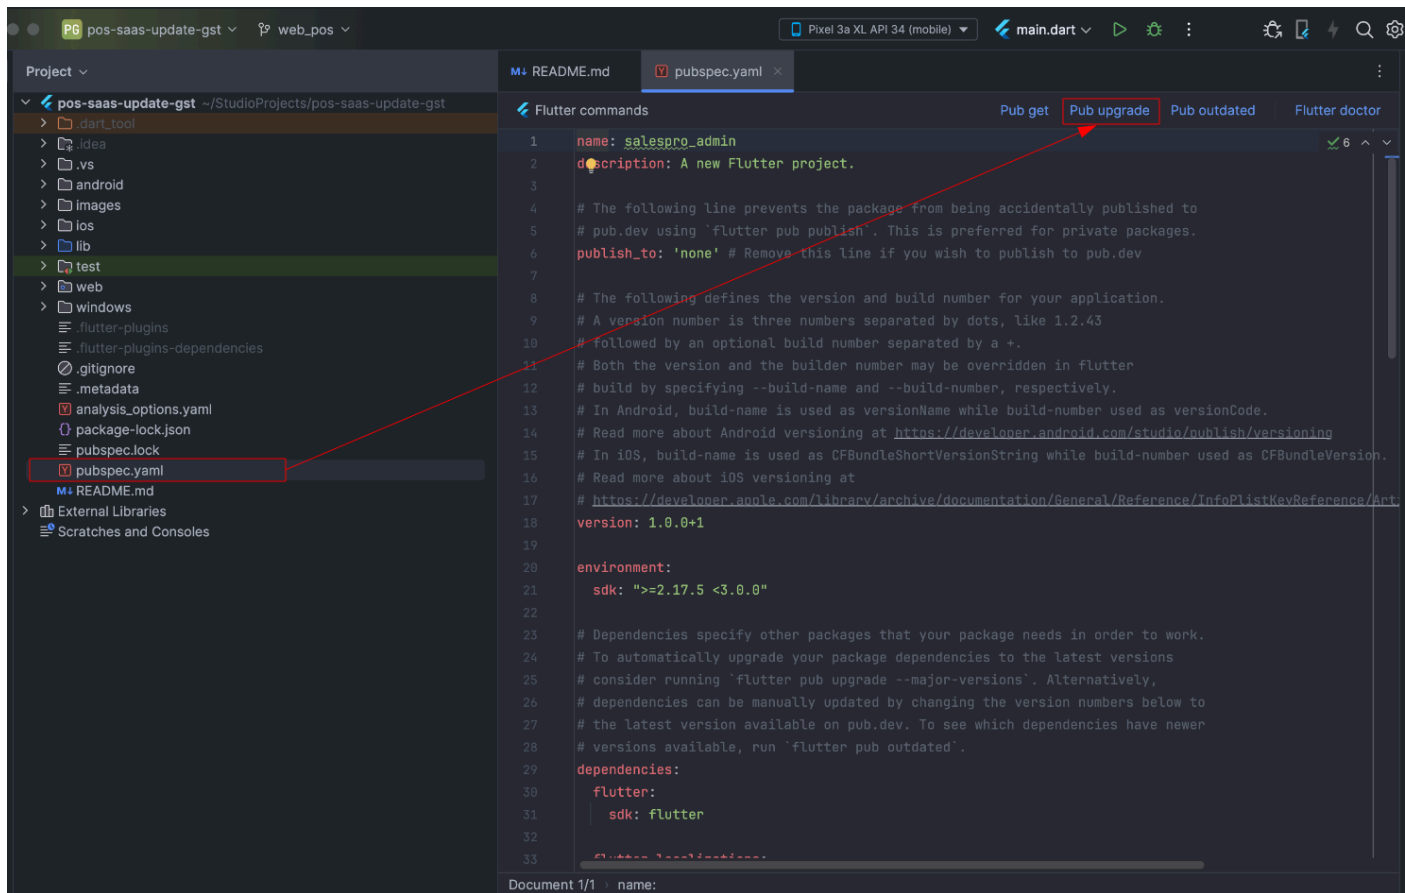 PG pos-saas-update-gst web_pos Pixel 3a XL API 34 (mobile) main.dart
Project
pos-saas-update-gst ~/StudioProjects/pos-saas-update-gst
.dart_tool
.idea
.vs
android
images
ios
lib
test
web
windows
.flutter-plugins
.flutter-plugins-dependencies
.gitignore
.metadata
analysis_options.yaml
package-lock.json
pubspec.lock
pubspec.yaml
README.md
External Libraries
Scratches and Consoles
README.md pubspec.yaml
Flutter commands Pub get Pub upgrade Pub outdated Flutter doctor
6
1 name: salespro_admin
2 description: A new Flutter project.
3
4 # The following line prevents the package from being accidentally published to
5 # pub.dev using `flutter pub publish`. This is preferred for private packages.
6 publish_to: 'none' # Remove this line if you wish to publish to pub.dev
7
8 # The following defines the version and build number for your application.
9 # A version number is three numbers separated by dots, like 1.2.43
10 # followed by an optional build number separated by a +.
11 # Both the version and the builder number may be overridden in flutter
12 # build by specifying --build-name and --build-number, respectively.
13 # In Android, build-name is used as versionName while build-number used as versionCode.
14 # Read more about Android versioning at https://developer.android.com/studio/publish/versioning
15 # In iOS, build-name is used as CFBundleShortVersionString while build-number used as CFBundleVersion.
16 # Read more about iOS versioning at
17 # https://developer.apple.com/library/archive/documentation/General/Reference/InfoPlistKeyReference/Art
18 version: 1.0.0+1
19
20 environment:
21 sdk: ">=2.17.5 <3.0.0"
22
23 # Dependencies specify other packages that your package needs in order to work.
24 # To automatically upgrade your package dependencies to the latest versions
25 # consider running `flutter pub upgrade --major-versions`. Alternatively,
26 # dependencies can be manually updated by changing the version numbers below to
27 # the latest version available on pub.dev. To see which dependencies have newer
28 # versions available, run `flutter pub outdated`.
29 dependencies:
30 flutter:
31 sdk: flutter
32
33 flutter_localizations:
Document 1/1 › name: